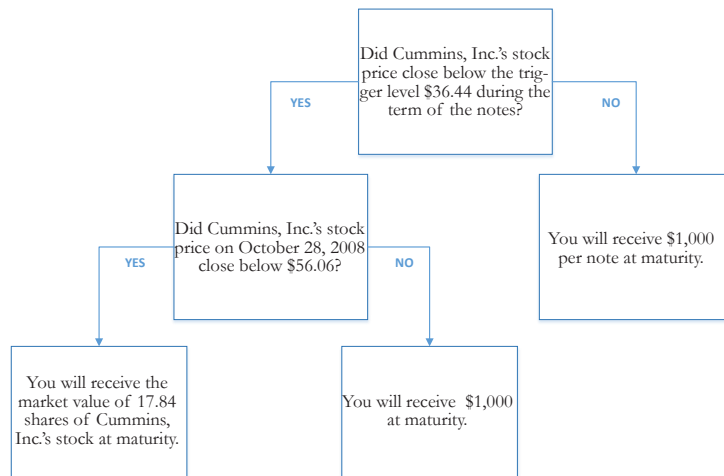 Did Cummins, Inc.'s stock
price close below the trig-
ger level $36.44 during the
term of the notes?
YES
NO
Did Cummins, Inc.'s stock
price on October 28, 2008
close below $56.06?
You will receive $1,000
per note at maturity.
YES
NO
You will receive the
market value of 17.84
shares of Cummins,
Inc.'s stock at maturity.
You will receive $1,000
at maturity.